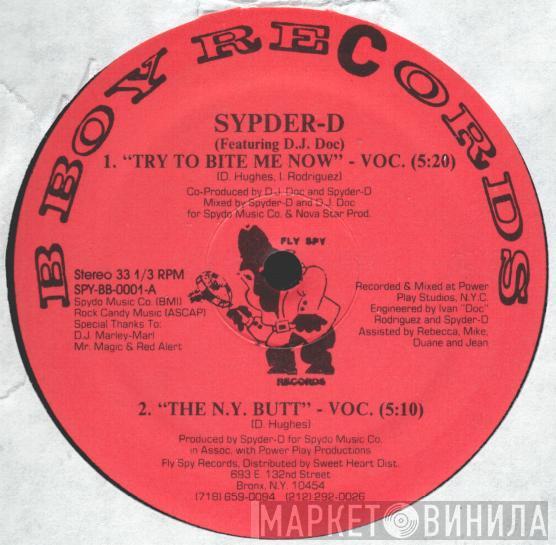 B BOY RECORDS
SYPDER-D
(Featuring D.J. Doc)
1. “TRY TO BITE ME NOW” - VOC. (5:20)
(D. Hughes, I. Rodriguez)
Co-Produced by D.J. Doc and Spyder-D
Mixed by Spyder-D and D.J. Doc
for Spydo Music Co. & Nova Star Prod.
FLY SPY
Stereo 33 1/3 RPM
SPY-BB-0001-A
Spydo Music Co. (BMI)
Rock Candy Music (ASCAP)
Special Thanks To:
D.J. Marley-Marl
Mr. Magic & Red Alert
Recorded & Mixed at Power
Play Studios, N.Y.C.
Engineered by Ivan "Doc"
Rodriguez and Spyder-D
Assisted by Rebecca, Mike,
Duane and Jean
RECORDS
2. “THE N.Y. BUTT” - VOC. (5:10)
(D. Hughes)
Produced by Spyder-D for Spydo Music Co.
in Assoc. with Power Play Productions
Fly Spy Records, Distributed by Sweet Heart Dist.
693 E. 132nd Street
Bronx, N.Y. 10454
(718) 659-0094 (212) 292-0026
МАРКЕТ ВИНИЛА